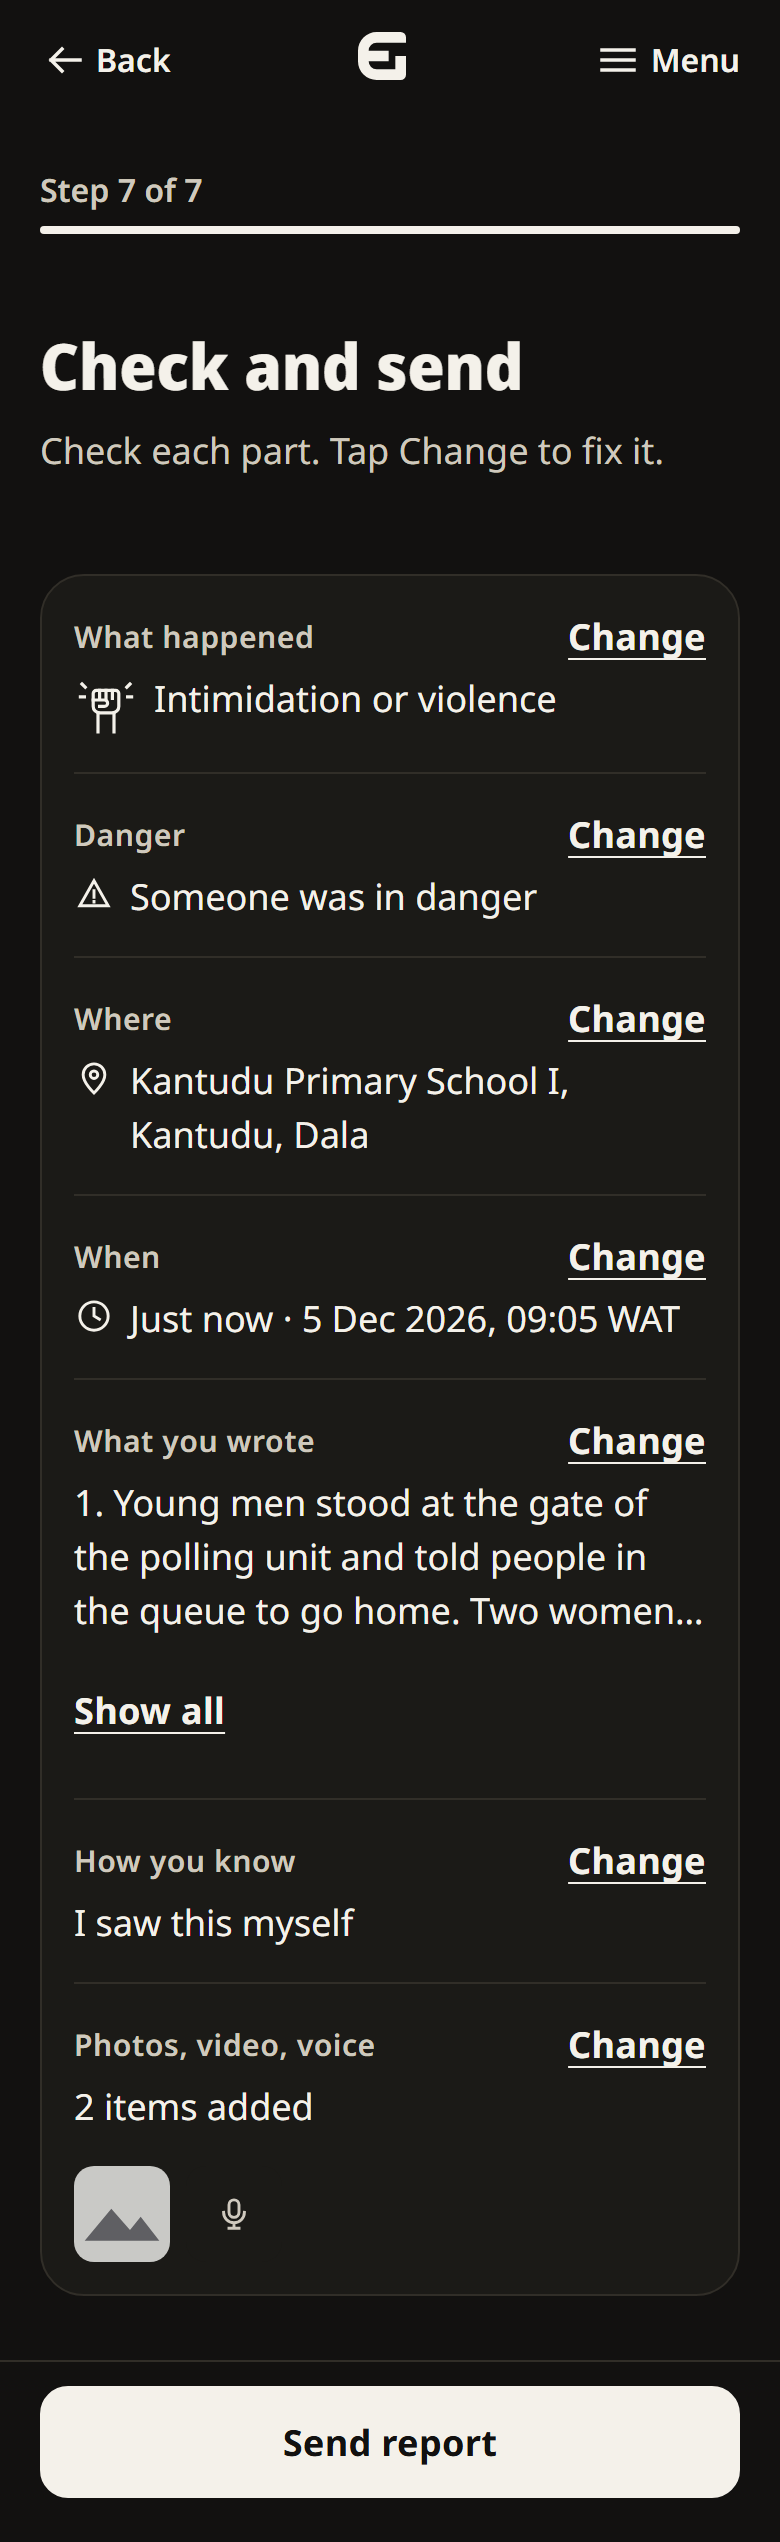 Back
Menu
Step 7 of 7
Check and send
Check each part. Tap Change to fix it.
What happened
Change
Intimidation or violence
Danger
Change
Someone was in danger
Where
Change
Kantudu Primary School I,
Kantudu, Dala
When
Change
Just now · 5 Dec 2026, 09:05 WAT
What you wrote
Change
1. Young men stood at the gate of
the polling unit and told people in
the queue to go home. Two women…
Show all
How you know
Change
I saw this myself
Photos, video, voice
Change
2 items added
Send report